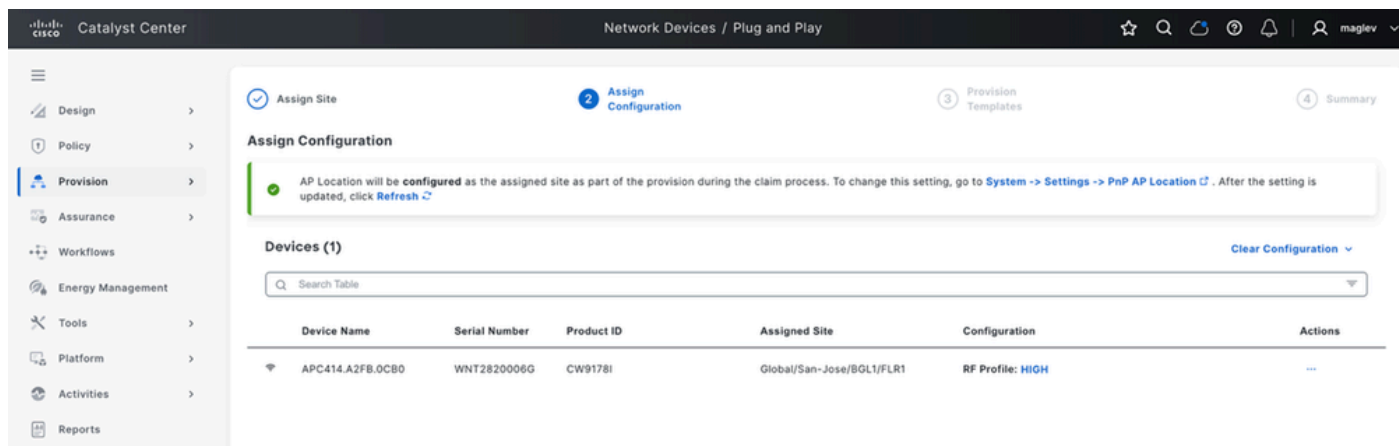 cisco Catalyst Center Network Devices / Plug and Play maglev
Design
Policy
Provision
Assurance
Workflows
Energy Management
Tools
Platform
Activities
Reports
Assign Site 2 Assign Configuration 3 Provision Templates 4 Summary
Assign Configuration
AP Location will be configured as the assigned site as part of the provision during the claim process. To change this setting, go to System -> Settings -> PnP AP Location . After the setting is
updated, click Refresh
Devices (1) Clear Configuration
Search Table
Device Name Serial Number Product ID Assigned Site Configuration Actions
APC414.A2FB.0CB0 WNT2820006G CW9178I Global/San-Jose/BGL1/FLR1 RF Profile: HIGH ...